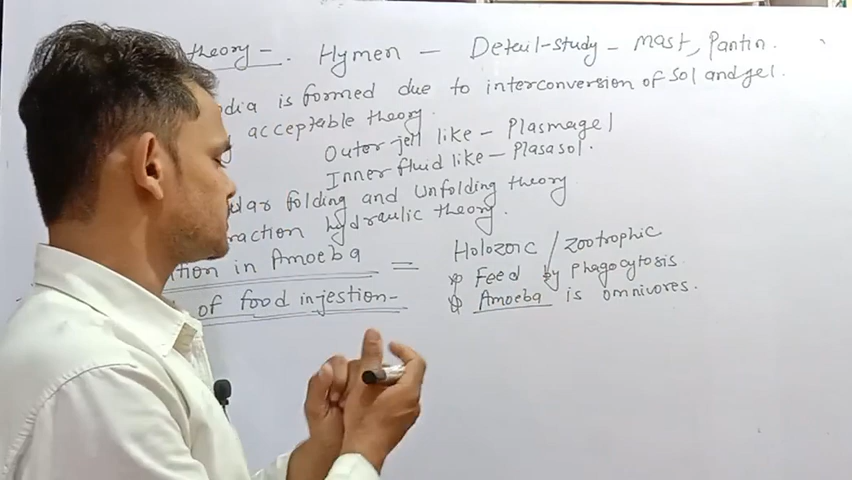 theory - . Hymen - Detail-study - mast, Pantin.
dia is formed due to interconversion of Sol and gel.
acceptable theory.
Outer jell like - Plasmagel
Inner fluid like - Plasasol.
ular folding and Unfolding theory
raction hydraulic theory.
tion in Amoeba = Holozoic / Zootrophic
* Feed by phagocytosis
of food injestion-
* Amoeba is omnivores.